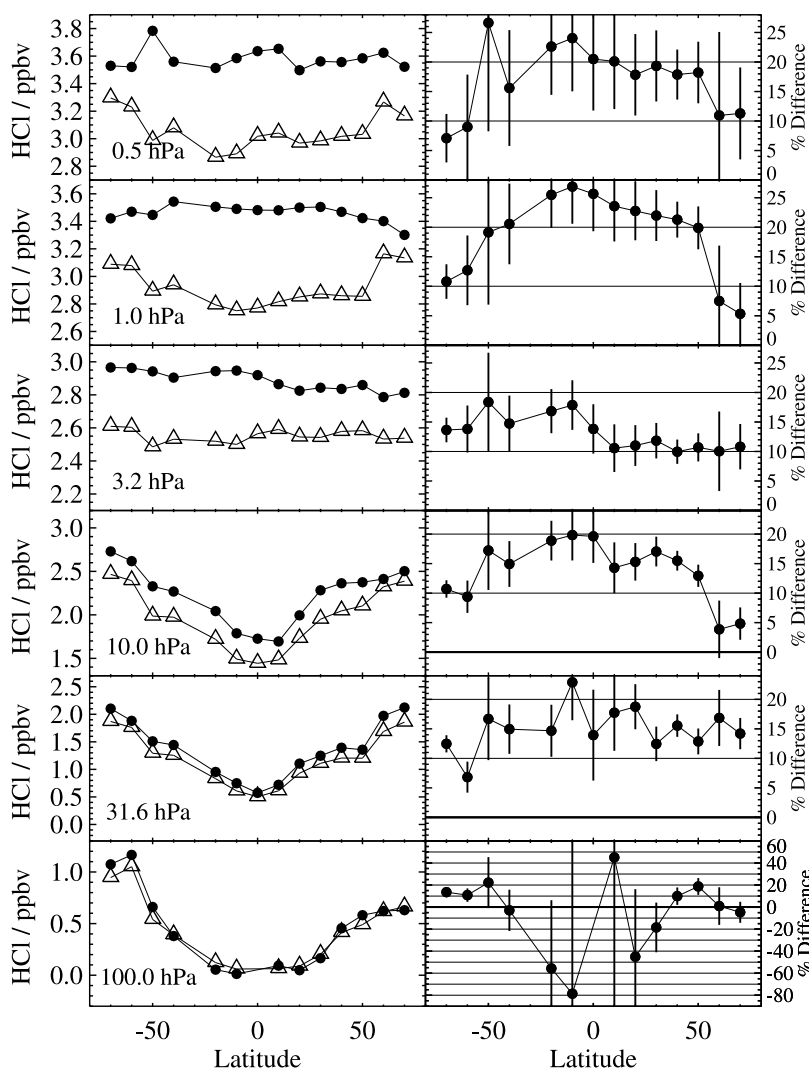 HCl / ppbv
3.8
3.6
3.4
3.2
3.0
2.8
0.5 hPa
25
20
15
10
5
0
% Difference
HCl / ppbv
3.6
3.4
3.2
3.0
2.8
2.6
1.0 hPa
25
20
15
10
5
0
% Difference
HCl / ppbv
3.0
2.8
2.6
2.4
2.2
3.2 hPa
20
15
10
5
0
% Difference
HCl / ppbv
3.0
2.5
2.0
1.5
10.0 hPa
20
15
10
5
0
% Difference
HCl / ppbv
2.5
2.0
1.5
1.0
0.5
0.0
31.6 hPa
20
15
10
5
0
% Difference
HCl / ppbv
1.0
0.5
0.0
100.0 hPa
60
40
20
0
-20
-40
-60
-80
% Difference
-50 0 50
Latitude
-50 0 50
Latitude